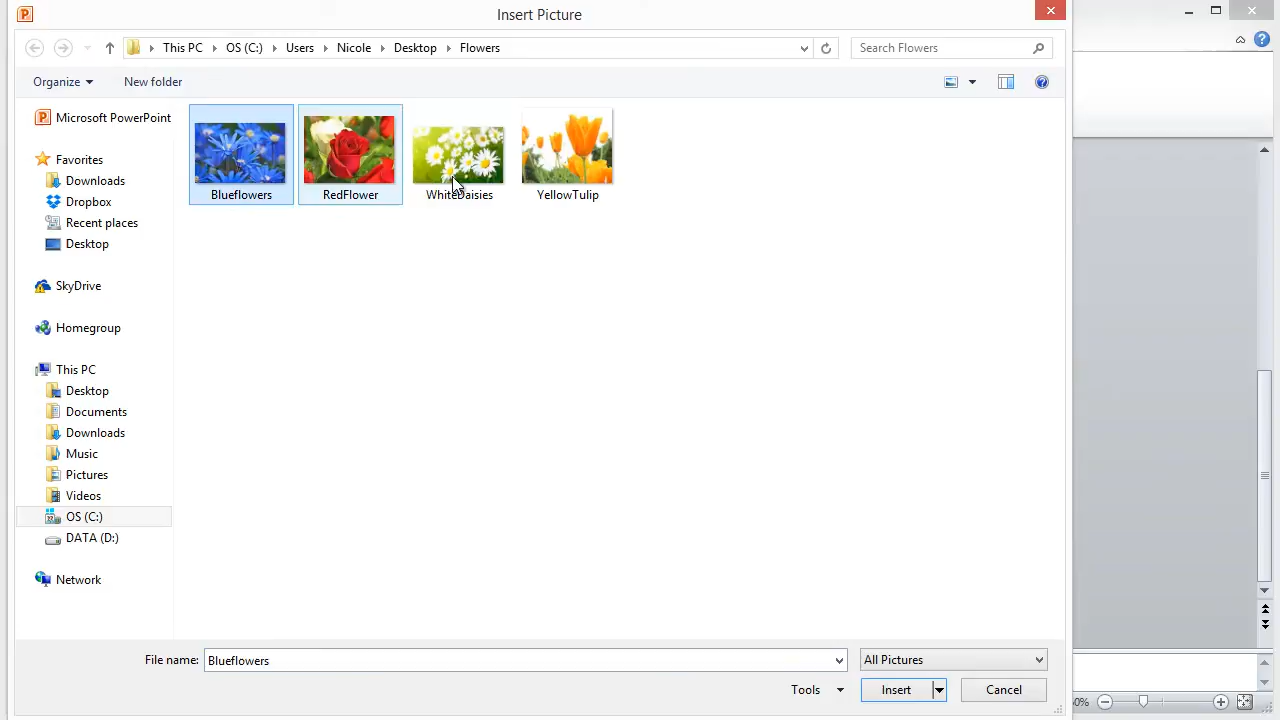 Insert Picture
This PC OS (C:) Users Nicole Desktop Flowers
Search Flowers
Organize New folder
Microsoft PowerPoint
Favorites
Downloads
Dropbox
Recent places
Desktop
SkyDrive
Homegroup
This PC
Desktop
Documents
Downloads
Music
Pictures
Videos
OS (C:)
DATA (D:)
Network
Blueflowers RedFlower WhiteDaisies YellowTulip
File name: Blueflowers All Pictures
Tools Insert Cancel